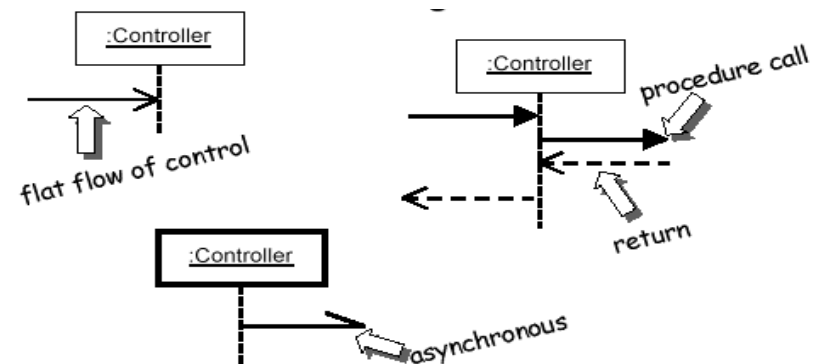 :Controller
flat flow of control
:Controller
procedure call
return
:Controller
asynchronous